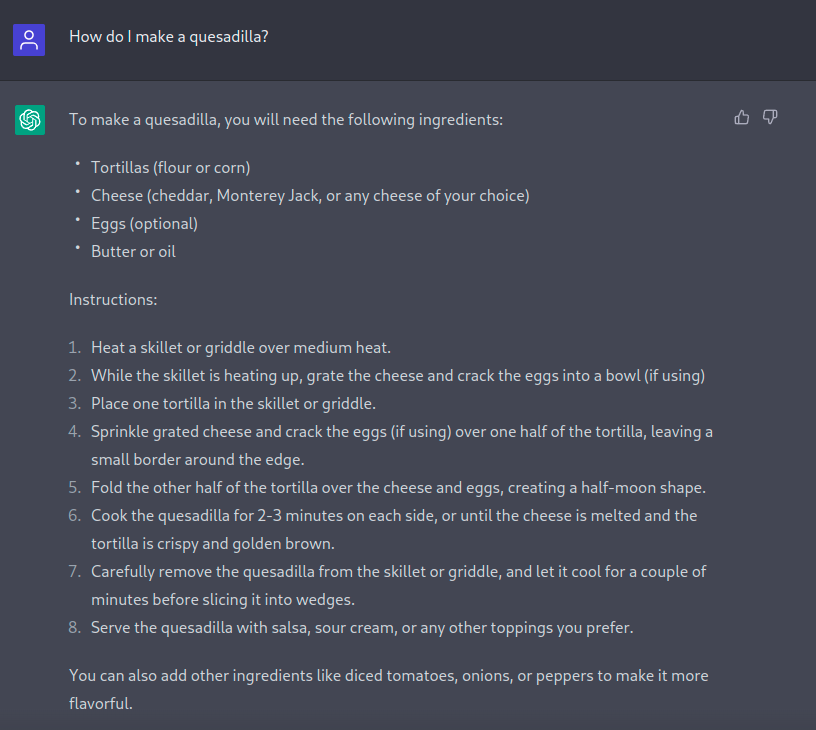 How do I make a quesadilla?
To make a quesadilla, you will need the following ingredients:
• Tortillas (flour or corn)
• Cheese (cheddar, Monterey Jack, or any cheese of your choice)
• Eggs (optional)
• Butter or oil
Instructions:
1. Heat a skillet or griddle over medium heat.
2. While the skillet is heating up, grate the cheese and crack the eggs into a bowl (if using)
3. Place one tortilla in the skillet or griddle.
4. Sprinkle grated cheese and crack the eggs (if using) over one half of the tortilla, leaving a
small border around the edge.
5. Fold the other half of the tortilla over the cheese and eggs, creating a half-moon shape.
6. Cook the quesadilla for 2-3 minutes on each side, or until the cheese is melted and the
tortilla is crispy and golden brown.
7. Carefully remove the quesadilla from the skillet or griddle, and let it cool for a couple of
minutes before slicing it into wedges.
8. Serve the quesadilla with salsa, sour cream, or any other toppings you prefer.
You can also add other ingredients like diced tomatoes, onions, or peppers to make it more
flavorful.